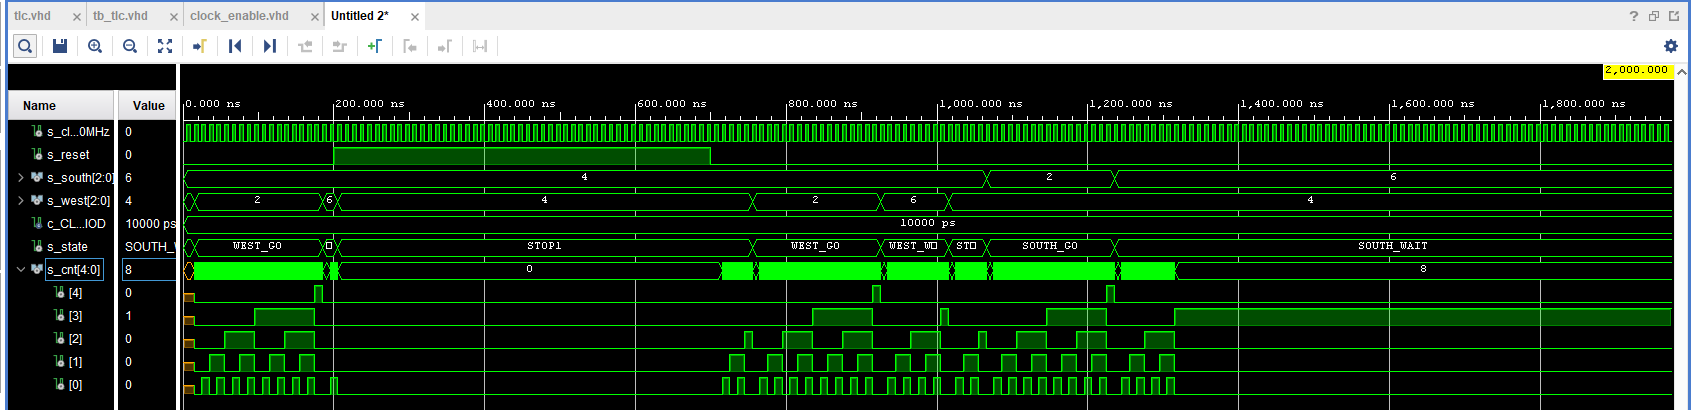 tlc.vhd × tb_tlc.vhd × clock_enable.vhd × Untitled 2* ×
?
2,000.000
Name Value
0.000 ns 200.000 ns 400.000 ns 600.000 ns 800.000 ns 1,000.000 ns 1,200.000 ns 1,400.000 ns 1,600.000 ns 1,800.000 ns
s_cl...0MHz 0
s_reset 0
s_south[2:0] 6 4 2 6
s_west[2:0] 4 2 6 4 2 6 4
c_CL...IOD 10000 ps 10000 ps
s_state SOUTH_W WEST_GO STOP1 WEST_GO WEST_W ST SOUTH_GO SOUTH_WAIT
s_cnt[4:0] 8 0 8
[4] 0
[3] 1
[2] 0
[1] 0
[0] 0